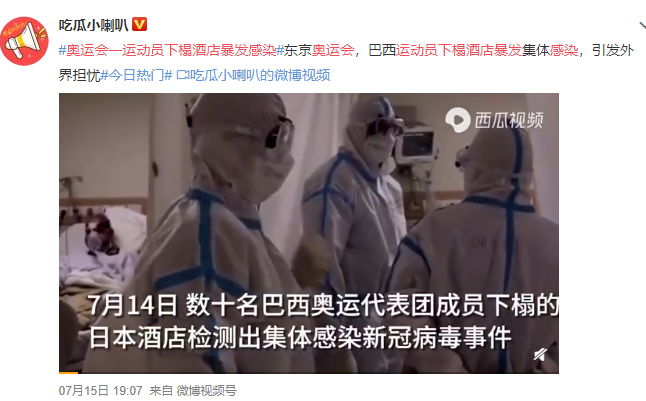 吃瓜小喇叭
#奥运会一运动员下榻酒店暴发感染#东京奥运会，巴西运动员下榻酒店暴发集体感染，引发外
界担忧#今日热门# 吃瓜小喇叭的微博视频
西瓜视频
7月14日 数十名巴西奥运代表团成员下榻的
日本酒店检测出集体感染新冠病毒事件
07月15日 19:07 来自 微博视频号